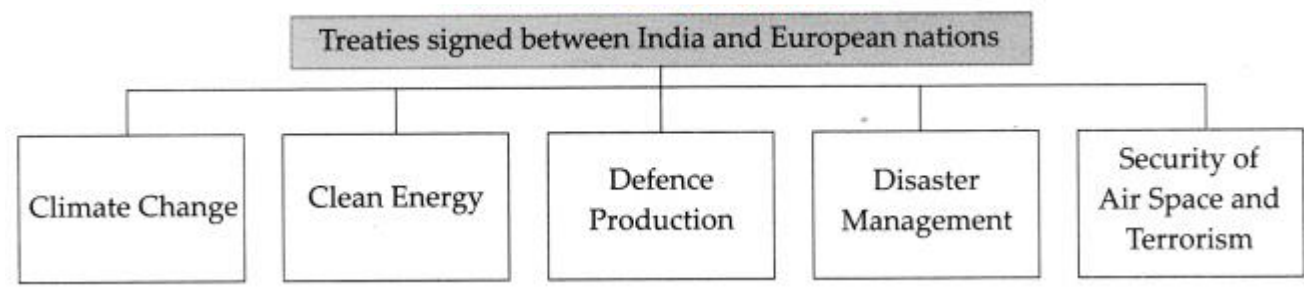 Treaties signed between India and European nations
Climate Change
Clean Energy
Defence
Production
Disaster
Management
Security of
Air Space and
Terrorism